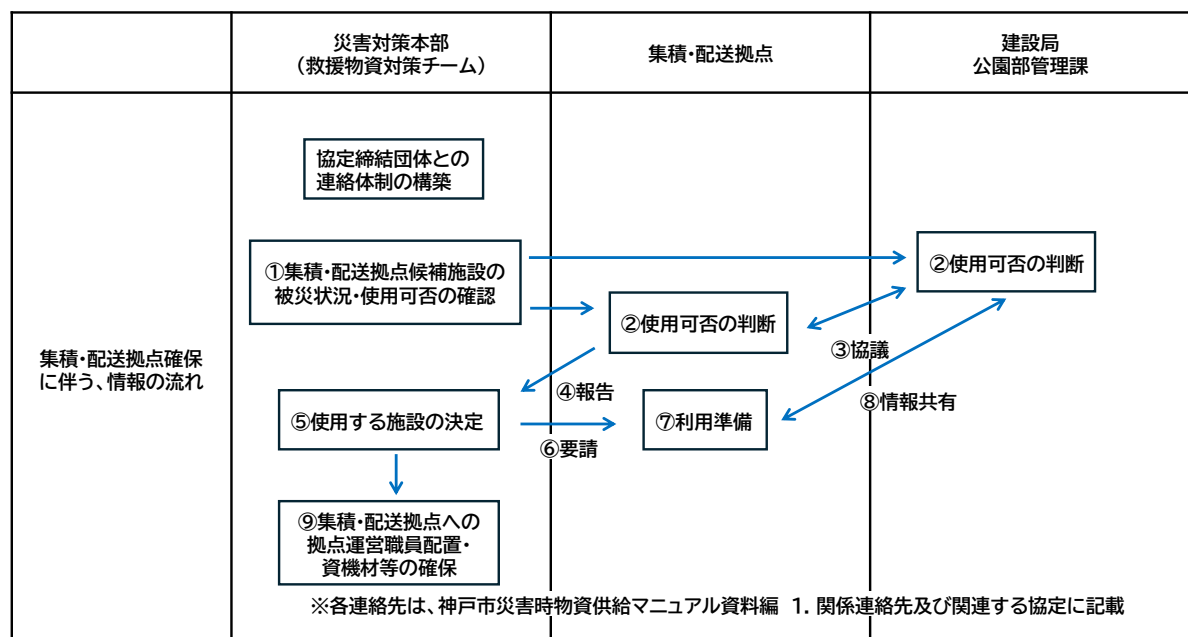 災害対策本部
（救援物資対策チーム）
集積・配送拠点
建設局
公園部管理課
集積・配送拠点確保
に伴う、情報の流れ
協定締結団体との
連絡体制の構築
①集積・配送拠点候補施設の
被災状況・使用可否の確認
②使用可否の判断
②使用可否の判断
③協議
④報告
⑤使用する施設の決定
⑥要請
⑦利用準備
⑧情報共有
⑨集積・配送拠点への
拠点運営職員配置・
資機材等の確保
※各連絡先は、神戸市災害時物資供給マニュアル資料編 1. 関係連絡先及び関連する協定に記載